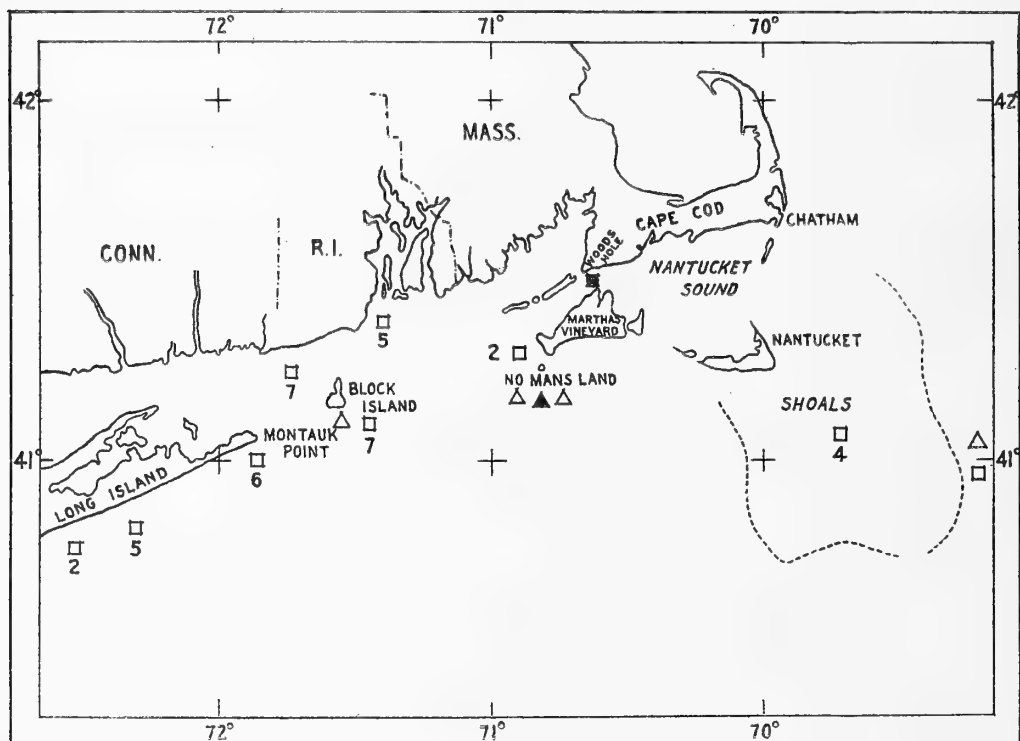 72° 71° 70°
42° 42°
MASS.
CAPE COD
CHATHAM
WOODS HOLE
R.I.
CONN.
NANTUCKET
SOUND
MARTHAS
VINEYARD
5
NANTUCKET
2
7
NO MANS LAND
BLOCK
ISLAND
SHOALS
MONTAUK
POINT
7
4
41°
6
LONG ISLAND
5
2
72° 71° 70°